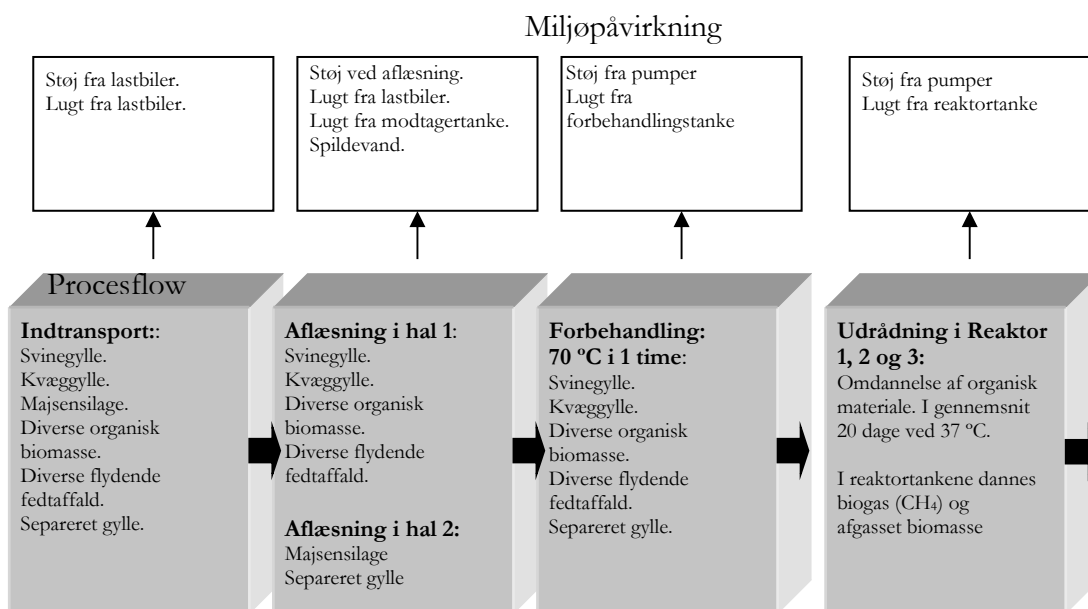 Miljøpåvirkning
Støj fra lastbiler.
Lugt fra lastbiler.
Støj ved aflæsning.
Lugt fra lastbiler.
Lugt fra modtagertanke.
Spildevand.
Støj fra pumper
Lugt fra
forbehandlingstanke
Støj fra pumper
Lugt fra reaktortanke
Procesflow
Indtransport::
Svinegylle.
Kvæggylle.
Majsensilage.
Diverse organisk
biomasse.
Diverse flydende
fedtaffald.
Separeret gylle.
Aflæsning i hal 1:
Svinegylle.
Kvæggylle.
Diverse organisk
biomasse.
Diverse flydende
fedtaffald.
Aflæsning i hal 2:
Majsensilage
Separeret gylle
Forbehandling:
70 ºC i 1 time:
Svinegylle.
Kvæggylle.
Diverse organisk
biomasse.
Diverse flydende
fedtaffald.
Separeret gylle.
Udrådning i Reaktor
1, 2 og 3:
Omdannelse af organisk
materiale. I gennemsnit
20 dage ved 37 ºC.
I reaktortankene dannes
biogas (CH₄) og
afgasset biomasse